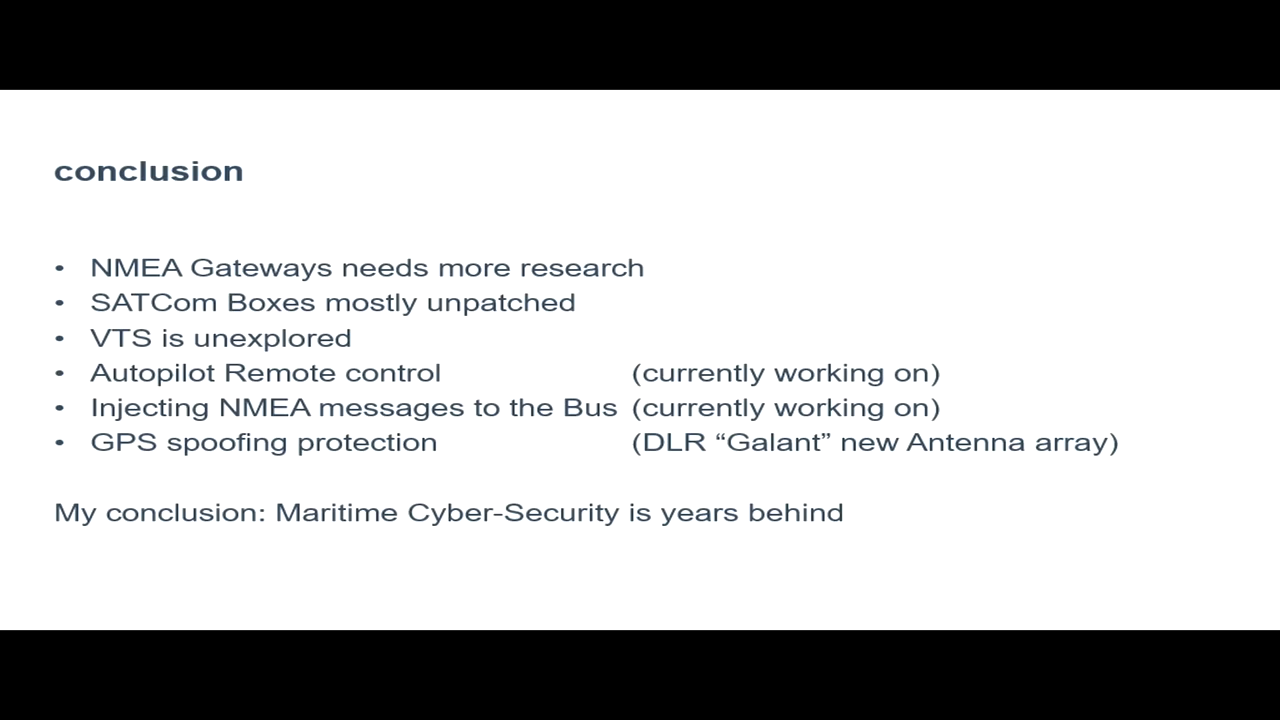 conclusion
• NMEA Gateways needs more research
• SATCom Boxes mostly unpatched
• VTS is unexplored
• Autopilot Remote control (currently working on)
• Injecting NMEA messages to the Bus (currently working on)
• GPS spoofing protection (DLR “Galant” new Antenna array)
My conclusion: Maritime Cyber-Security is years behind